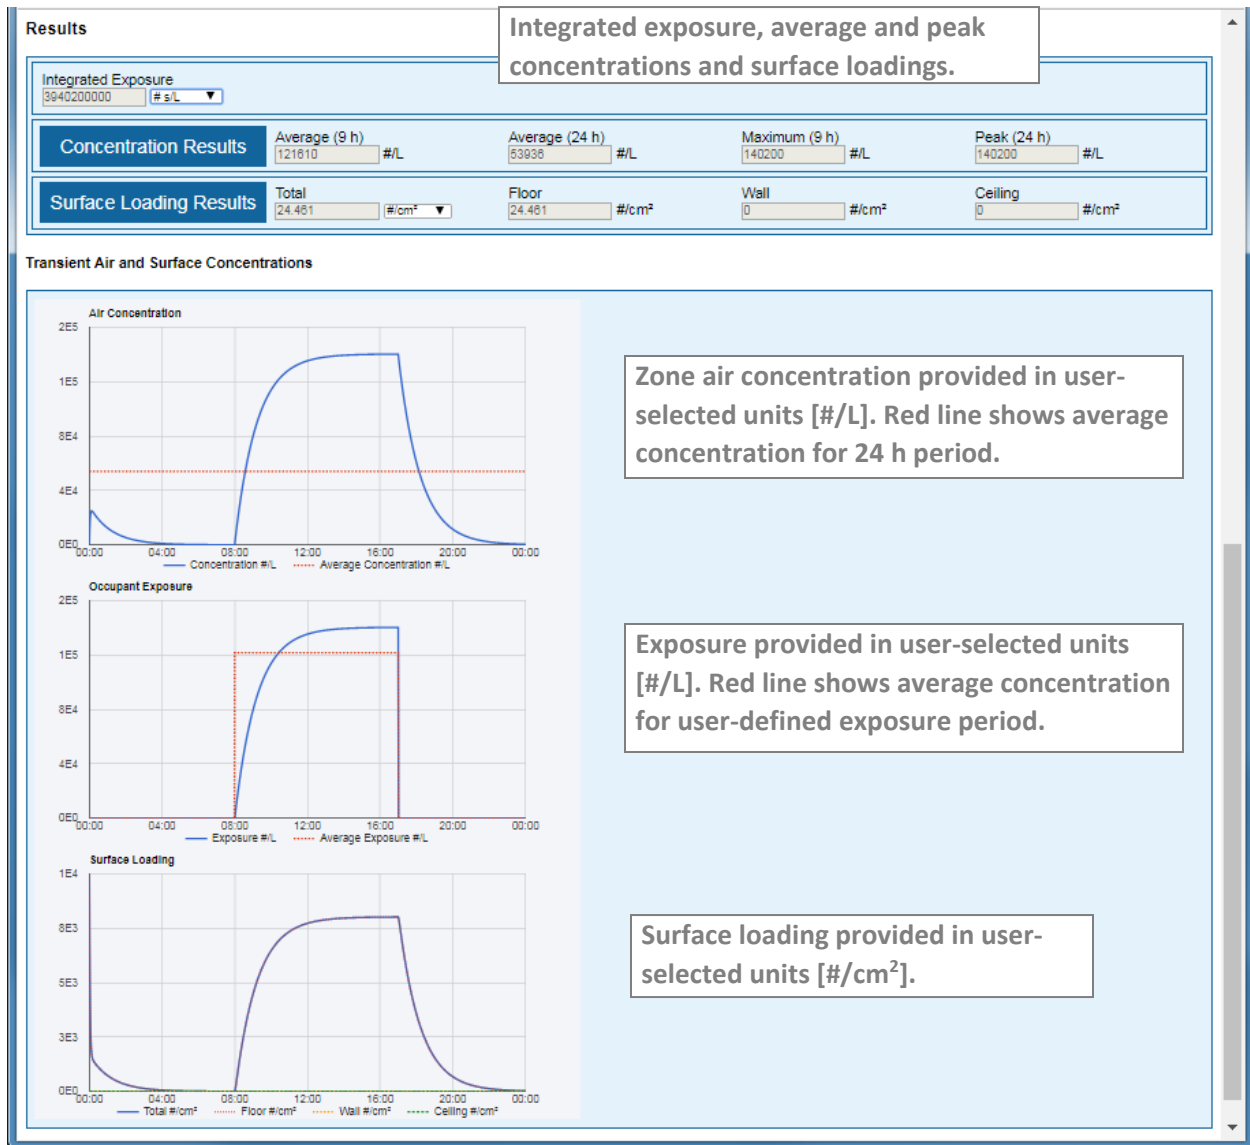 Results
Integrated exposure, average and peak
concentrations and surface loadings.
Integrated Exposure
3940200000 # s/L ▼
Concentration Results
Average (9 h) Average (24 h) Maximum (9 h) Peak (24 h)
121610 #/L 53936 #/L 140200 #/L 140200 #/L
Surface Loading Results
Total Floor Wall Ceiling
24.461 #/cm² ▼ 24.461 #/cm² 0 #/cm² 0 #/cm²
Transient Air and Surface Concentrations
Air Concentration
2E5
1E5
8E4
4E4
0E0
00:00 04:00 08:00 12:00 16:00 20:00 00:00
Concentration #/L Average Concentration #/L
Zone air concentration provided in user-
selected units [#/L]. Red line shows average
concentration for 24 h period.
Occupant Exposure
2E5
1E5
8E4
4E4
0E0
00:00 04:00 08:00 12:00 16:00 20:00 00:00
Exposure #/L Average Exposure #/L
Exposure provided in user-selected units
[#/L]. Red line shows average concentration
for user-defined exposure period.
Surface Loading
1E4
8E3
5E3
3E3
0E0
00:00 04:00 08:00 12:00 16:00 20:00 00:00
Total #/cm² Floor #/cm² Wall #/cm² Ceiling #/cm²
Surface loading provided in user-
selected units [#/cm²].